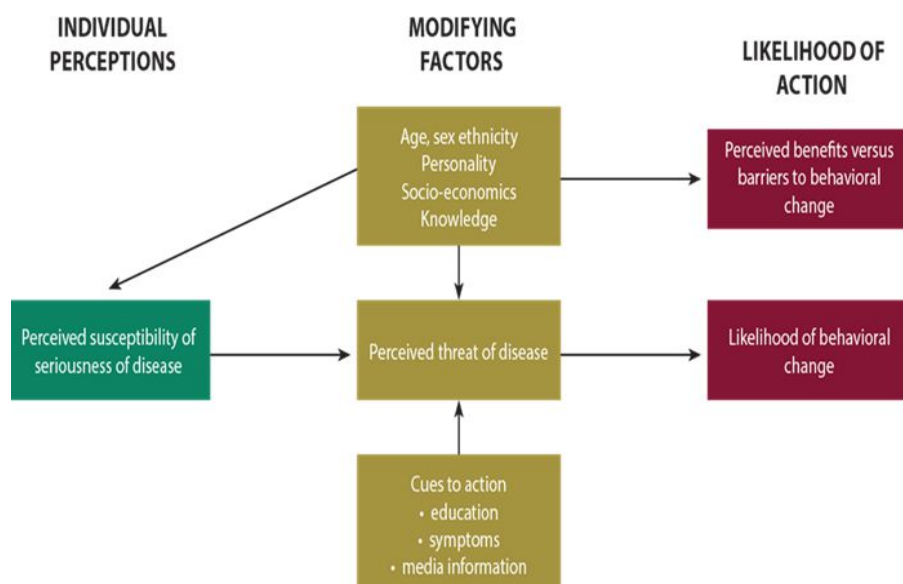 INDIVIDUAL
PERCEPTIONS
MODIFYING
FACTORS
LIKELIHOOD OF
ACTION
Age, sex ethnicity
Personality
Socio-economics
Knowledge
Perceived benefits versus
barriers to behavioral
change
Perceived susceptibility of
seriousness of disease
Perceived threat of disease
Likelihood of behavioral
change
Cues to action
• education
• symptoms
• media information